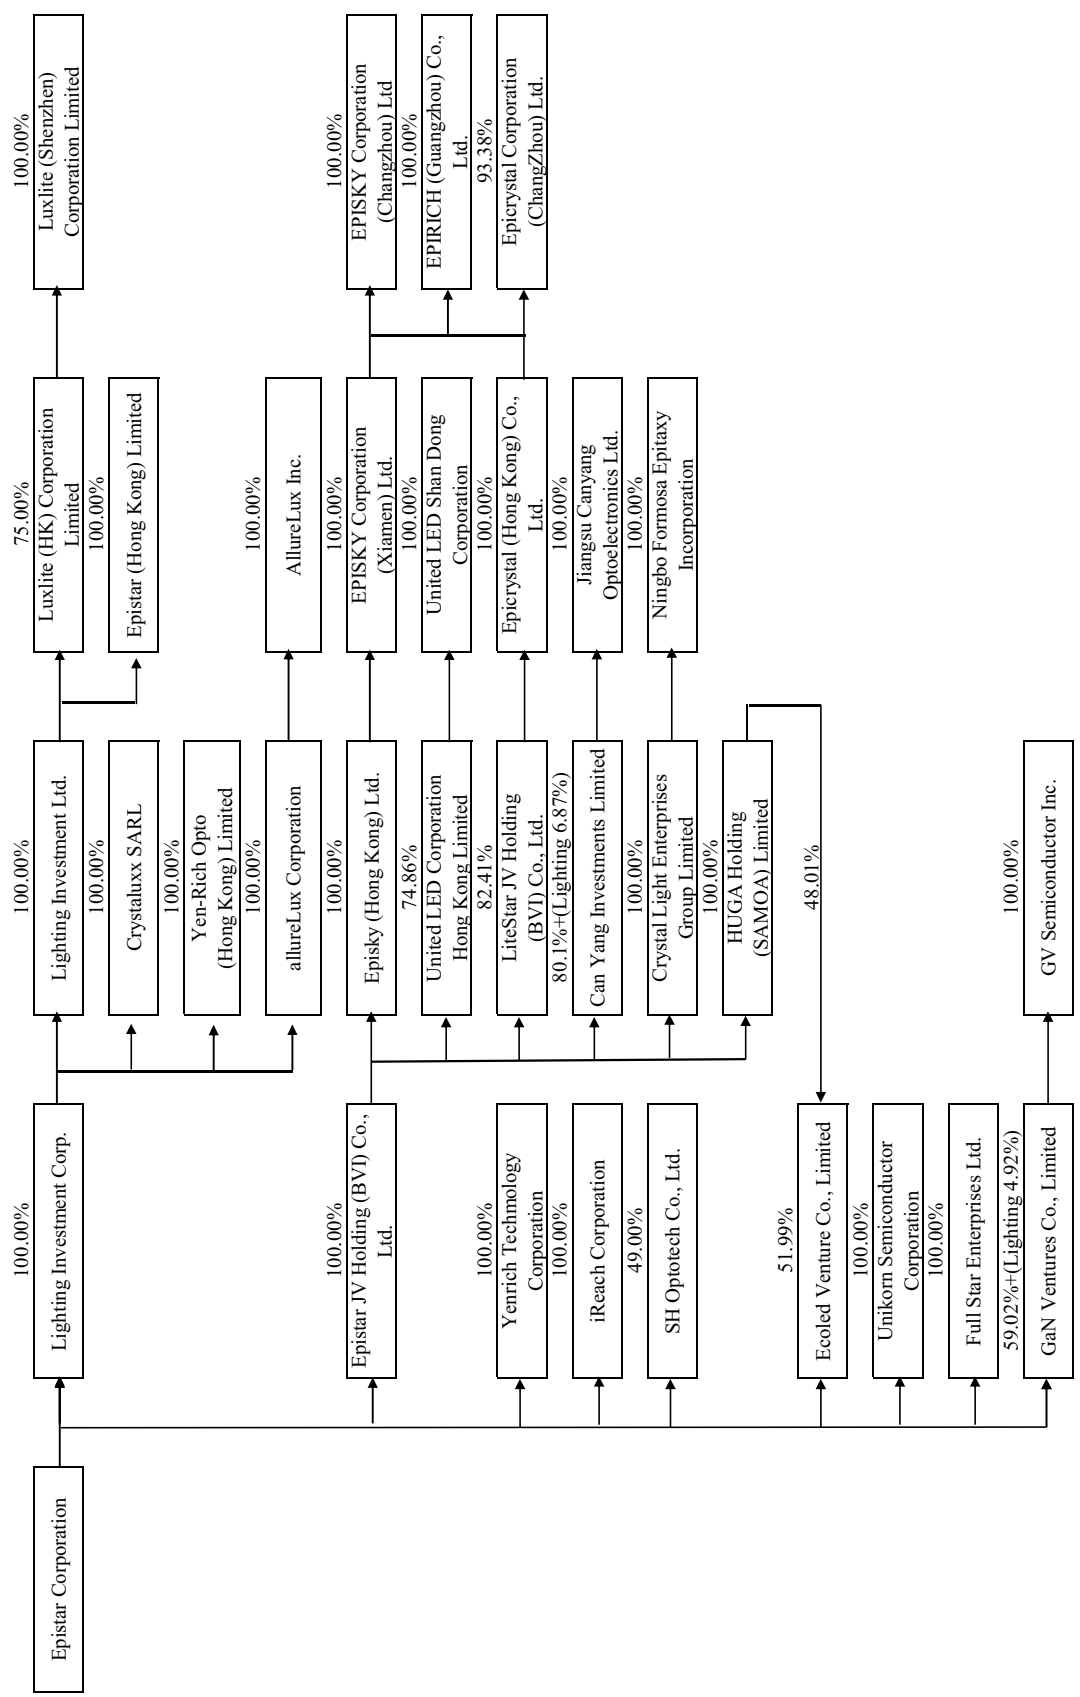 Epistar Corporation
100.00%
Lighting Investment Corp.
100.00%
Epistar JV Holding (BVI) Co.,
Ltd.
100.00%
Yenrich Technology
Corporation
100.00%
iReach Corporation
49.00%
SH Optotech Co., Ltd.
51.99%
Ecoled Venture Co., Limited
100.00%
Unikorn Semiconductor
Corporation
100.00%
Full Star Enterprises Ltd.
59.02%+(Lighting 4.92%)
GaN Ventures Co., Limited
100.00%
Lighting Investment Ltd.
100.00%
Crystaluxx SARL
100.00%
Yen-Rich Opto
(Hong Kong) Limited
100.00%
allureLux Corporation
100.00%
Episky (Hong Kong) Ltd.
74.86%
United LED Corporation
Hong Kong Limited
82.41%
LiteStar JV Holding
(BVI) Co., Ltd.
80.1%+(Lighting 6.87%)
Can Yang Investments Limited
100.00%
Crystal Light Enterprises
Group Limited
100.00%
HUGA Holding
(SAMOA) Limited
48.01%
100.00%
GV Semiconductor Inc.
75.00%
Luxlite (HK) Corporation
Limited
100.00%
Epistar (Hong Kong) Limited
100.00%
AllureLux Inc.
100.00%
EPISKY Corporation
(Xiamen) Ltd.
100.00%
United LED Shan Dong
Corporation
100.00%
Epicrystal (Hong Kong) Co.,
Ltd.
100.00%
Jiangsu Canyang
Optoelectronics Ltd.
100.00%
Ningbo Formosa Epitaxy
Incorporation
100.00%
Luxlite (Shenzhen)
Corporation Limited
100.00%
EPISKY Corporation
(Changzhou) Ltd
100.00%
EPIRICH (Guangzhou) Co.,
Ltd.
93.38%
Epicrystal Corporation
(ChangZhou) Ltd.